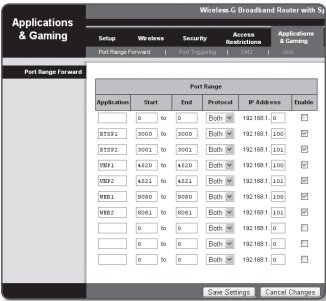 Wireless-G Broadband Router with
Applications & Gaming
Setup Wireless Security Access Restrictions Applications & Gaming
Port Range Forward | Port Triggering | DMZ | QoS
Port Range Forward
Port Range
Application Start End Protocol IP Address Enable
0 to 0 Both 192.168.1. 0
RTSP1 3000 to 3000 Both 192.168.1. 100
RTSP2 3001 to 3001 Both 192.168.1. 101
VNP1 4520 to 4520 Both 192.168.1. 100
VNP2 4521 to 4521 Both 192.168.1. 101
WEB1 8080 to 8080 Both 192.168.1. 100
WEB2 8081 to 8081 Both 192.168.1. 101
0 to 0 Both 192.168.1. 0
0 to 0 Both 192.168.1. 0
0 to 0 Both 192.168.1. 0
Save Settings Cancel Changes